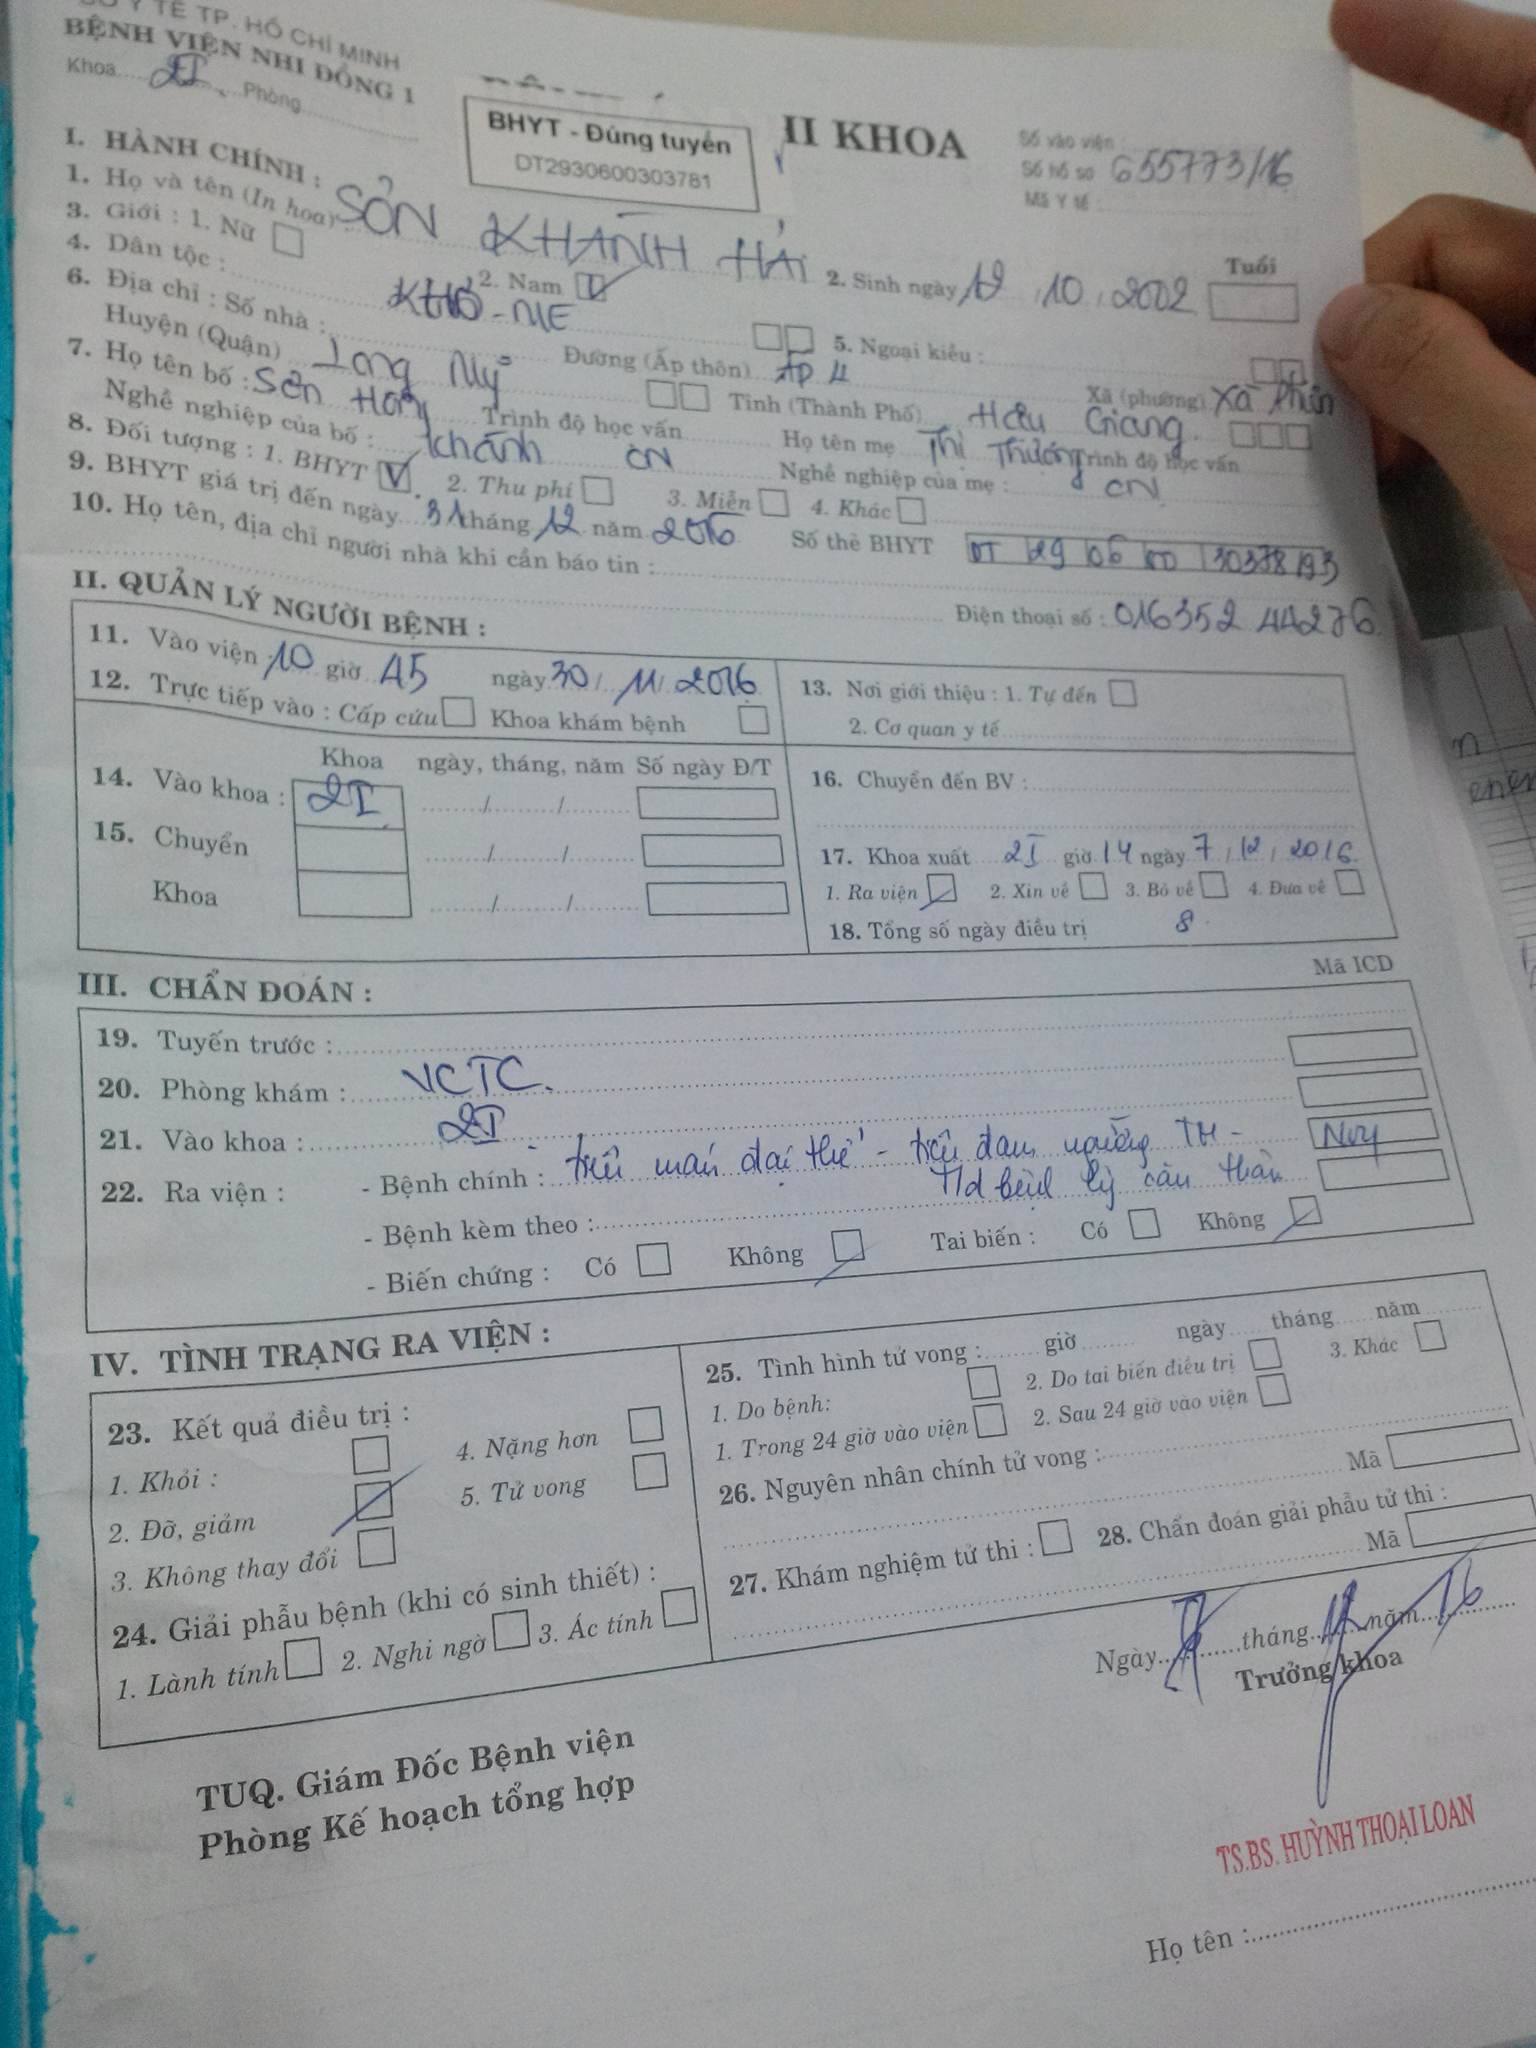 SỞ Y TẾ TP. HỒ CHÍ MINH
BỆNH VIỆN NHI ĐỒNG 1
Khoa 2I Phòng
BHYT - Đúng tuyến
DT2930600303781
II KHOA
Số vào viện
Số hồ sơ 655773/16
Mã Y tế
I. HÀNH CHÍNH :
1. Họ và tên (In hoa) SƠN KHANH HẢI 2. Sinh ngày 19, 10, 2002 Tuổi
3. Giới : 1. Nữ 2. Nam V
4. Dân tộc : KHƠ-ME 5. Ngoại kiều :
6. Địa chỉ : Số nhà : Đường (Ấp thôn) ẤP 4 Xã (phường) Xà Phiên
Huyện (Quận) Long Mỹ Tỉnh (Thành Phố) Hậu Giang
7. Họ tên bố : Sơn Hoàng Khánh Trình độ học vấn Họ tên mẹ Thị Thương Trình độ học vấn
Nghề nghiệp của bố : CN Nghề nghiệp của mẹ : CN
8. Đối tượng : 1. BHYT V 2. Thu phí 3. Miễn 4. Khác
9. BHYT giá trị đến ngày 31 tháng 12 năm 2016 Số thẻ BHYT DT 29 06 00
10. Họ tên, địa chỉ người nhà khi cần báo tin :
Điện thoại số : 016352 44276
II. QUẢN LÝ NGƯỜI BỆNH :
11. Vào viện : 10 giờ 45 ngày 30/ 11/ 2016
12. Trực tiếp vào : Cấp cứu Khoa khám bệnh
13. Nơi giới thiệu : 1. Tự đến
2. Cơ quan y tế
Khoa ngày, tháng, năm Số ngày Đ/T
14. Vào khoa : 2I / /
15. Chuyển / /
Khoa / /
16. Chuyển đến BV :
17. Khoa xuất 2I giờ 14 ngày 7 / 12 / 2016
1. Ra viện 2. Xin về 3. Bỏ về 4. Đưa về
18. Tổng số ngày điều trị 8
III. CHẨN ĐOÁN :
Mã ICD
19. Tuyến trước :
20. Phòng khám : VCTC.
21. Vào khoa : 2I
22. Ra viện : - Bệnh chính : tiểu máu đại thể - tiểu đau ngưỡng TH -
T/d bệnh lý cầu thận
- Bệnh kèm theo :
- Biến chứng : Có Không Tai biến : Có Không
IV. TÌNH TRẠNG RA VIỆN :
23. Kết quả điều trị :
1. Khỏi : 4. Nặng hơn
2. Đỡ, giảm 5. Tử vong
3. Không thay đổi
24. Giải phẫu bệnh (khi có sinh thiết) :
1. Lành tính 2. Nghi ngờ 3. Ác tính
25. Tình hình tử vong : giờ ngày tháng năm
1. Do bệnh: 2. Do tai biến điều trị 3. Khác
1. Trong 24 giờ vào viện 2. Sau 24 giờ vào viện
26. Nguyên nhân chính tử vong :
Mã
27. Khám nghiệm tử thi : 28. Chẩn đoán giải phẫu tử thi :
Mã
Ngày tháng năm 16
Trưởng khoa
TUQ. Giám Đốc Bệnh viện
Phòng Kế hoạch tổng hợp
TS.BS. HUỲNH THOẠI LOAN
Họ tên :